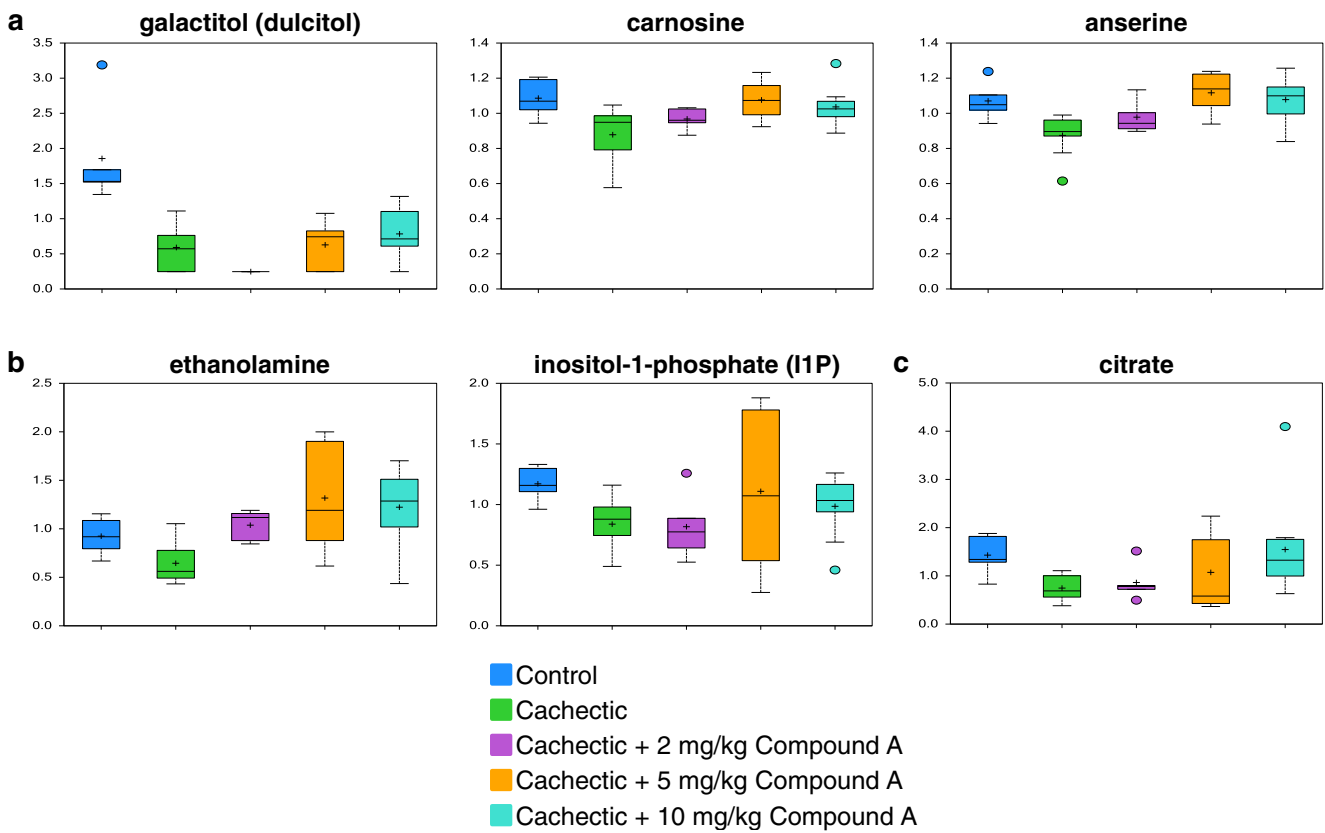 a
galactitol (dulcitol)
carnosine
anserine
3.5
3.0
2.5
2.0
1.5
1.0
0.5
0.0
1.4
1.2
1.0
0.8
0.6
0.4
0.2
0.0
1.4
1.2
1.0
0.8
0.6
0.4
0.2
0.0
b
ethanolamine
inositol-1-phosphate (I1P)
c
citrate
2.5
2.0
1.5
1.0
0.5
0.0
2.0
1.5
1.0
0.5
0.0
5.0
4.0
3.0
2.0
1.0
0.0
Control
Cachectic
Cachectic + 2 mg/kg Compound A
Cachectic + 5 mg/kg Compound A
Cachectic + 10 mg/kg Compound A